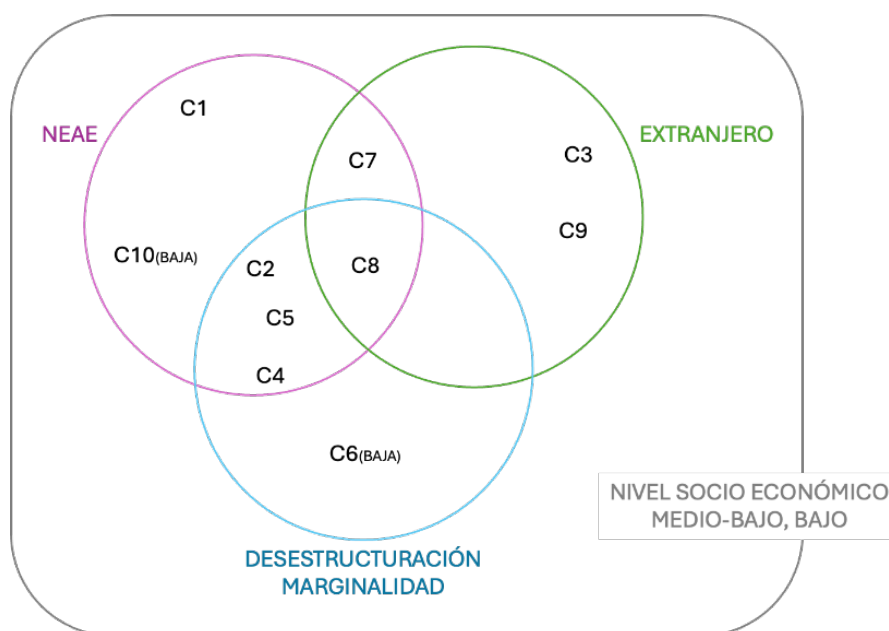 C1
NEAE
EXTRANJERO
C7
C3
C9
C10(BAJA)
C2
C8
C5
C4
C6(BAJA)
NIVEL SOCIO ECONÓMICO
MEDIO-BAJO, BAJO
DESESTRUCTURACIÓN
MARGINALIDAD